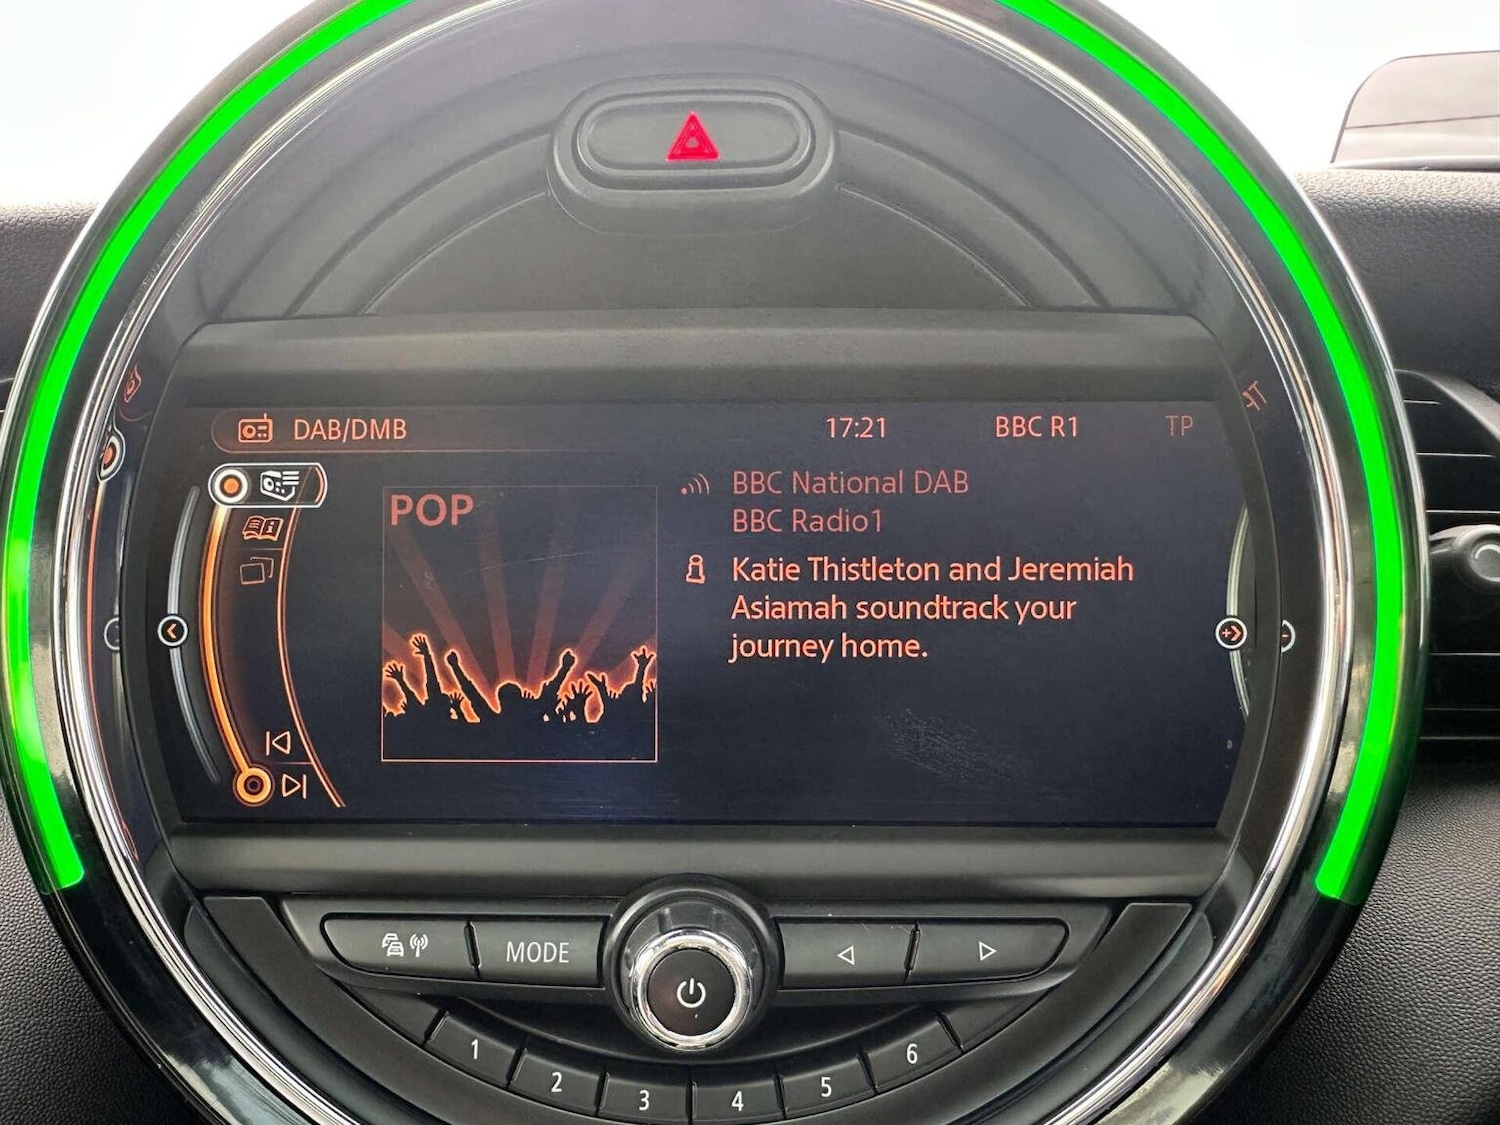 DAB/DMB 17:21 BBC R1 TP
POP
BBC National DAB
BBC Radio1
Katie Thistleton and Jeremiah
Asiamah soundtrack your
journey home.
MODE
1 2 3 4 5 6